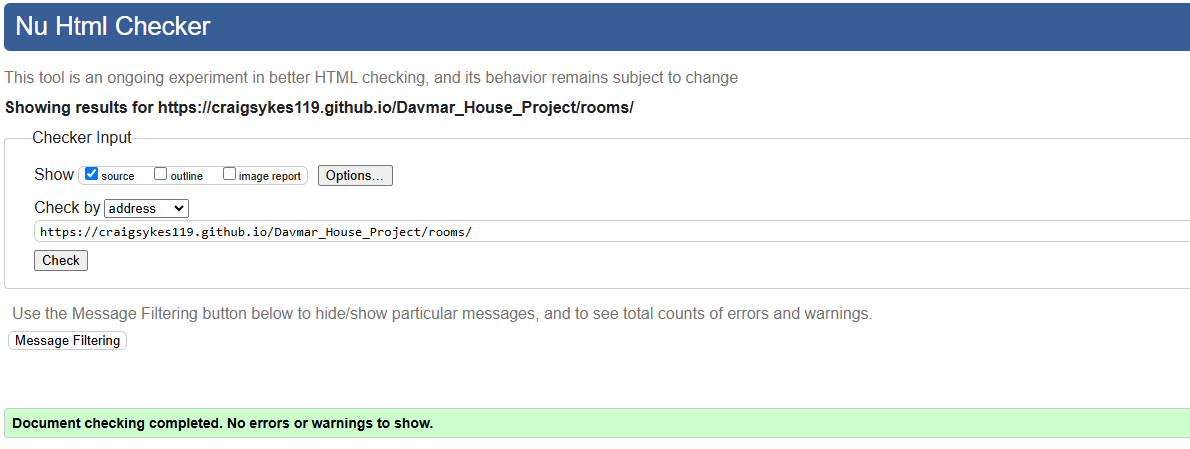 Nu Html Checker
This tool is an ongoing experiment in better HTML checking, and its behavior remains subject to change
Showing results for https://craigsykes119.github.io/Davmar_House_Project/rooms/
Checker Input
Show source outline image report Options...
Check by address
https://craigsykes119.github.io/Davmar_House_Project/rooms/
Check
Use the Message Filtering button below to hide/show particular messages, and to see total counts of errors and warnings.
Message Filtering
Document checking completed. No errors or warnings to show.